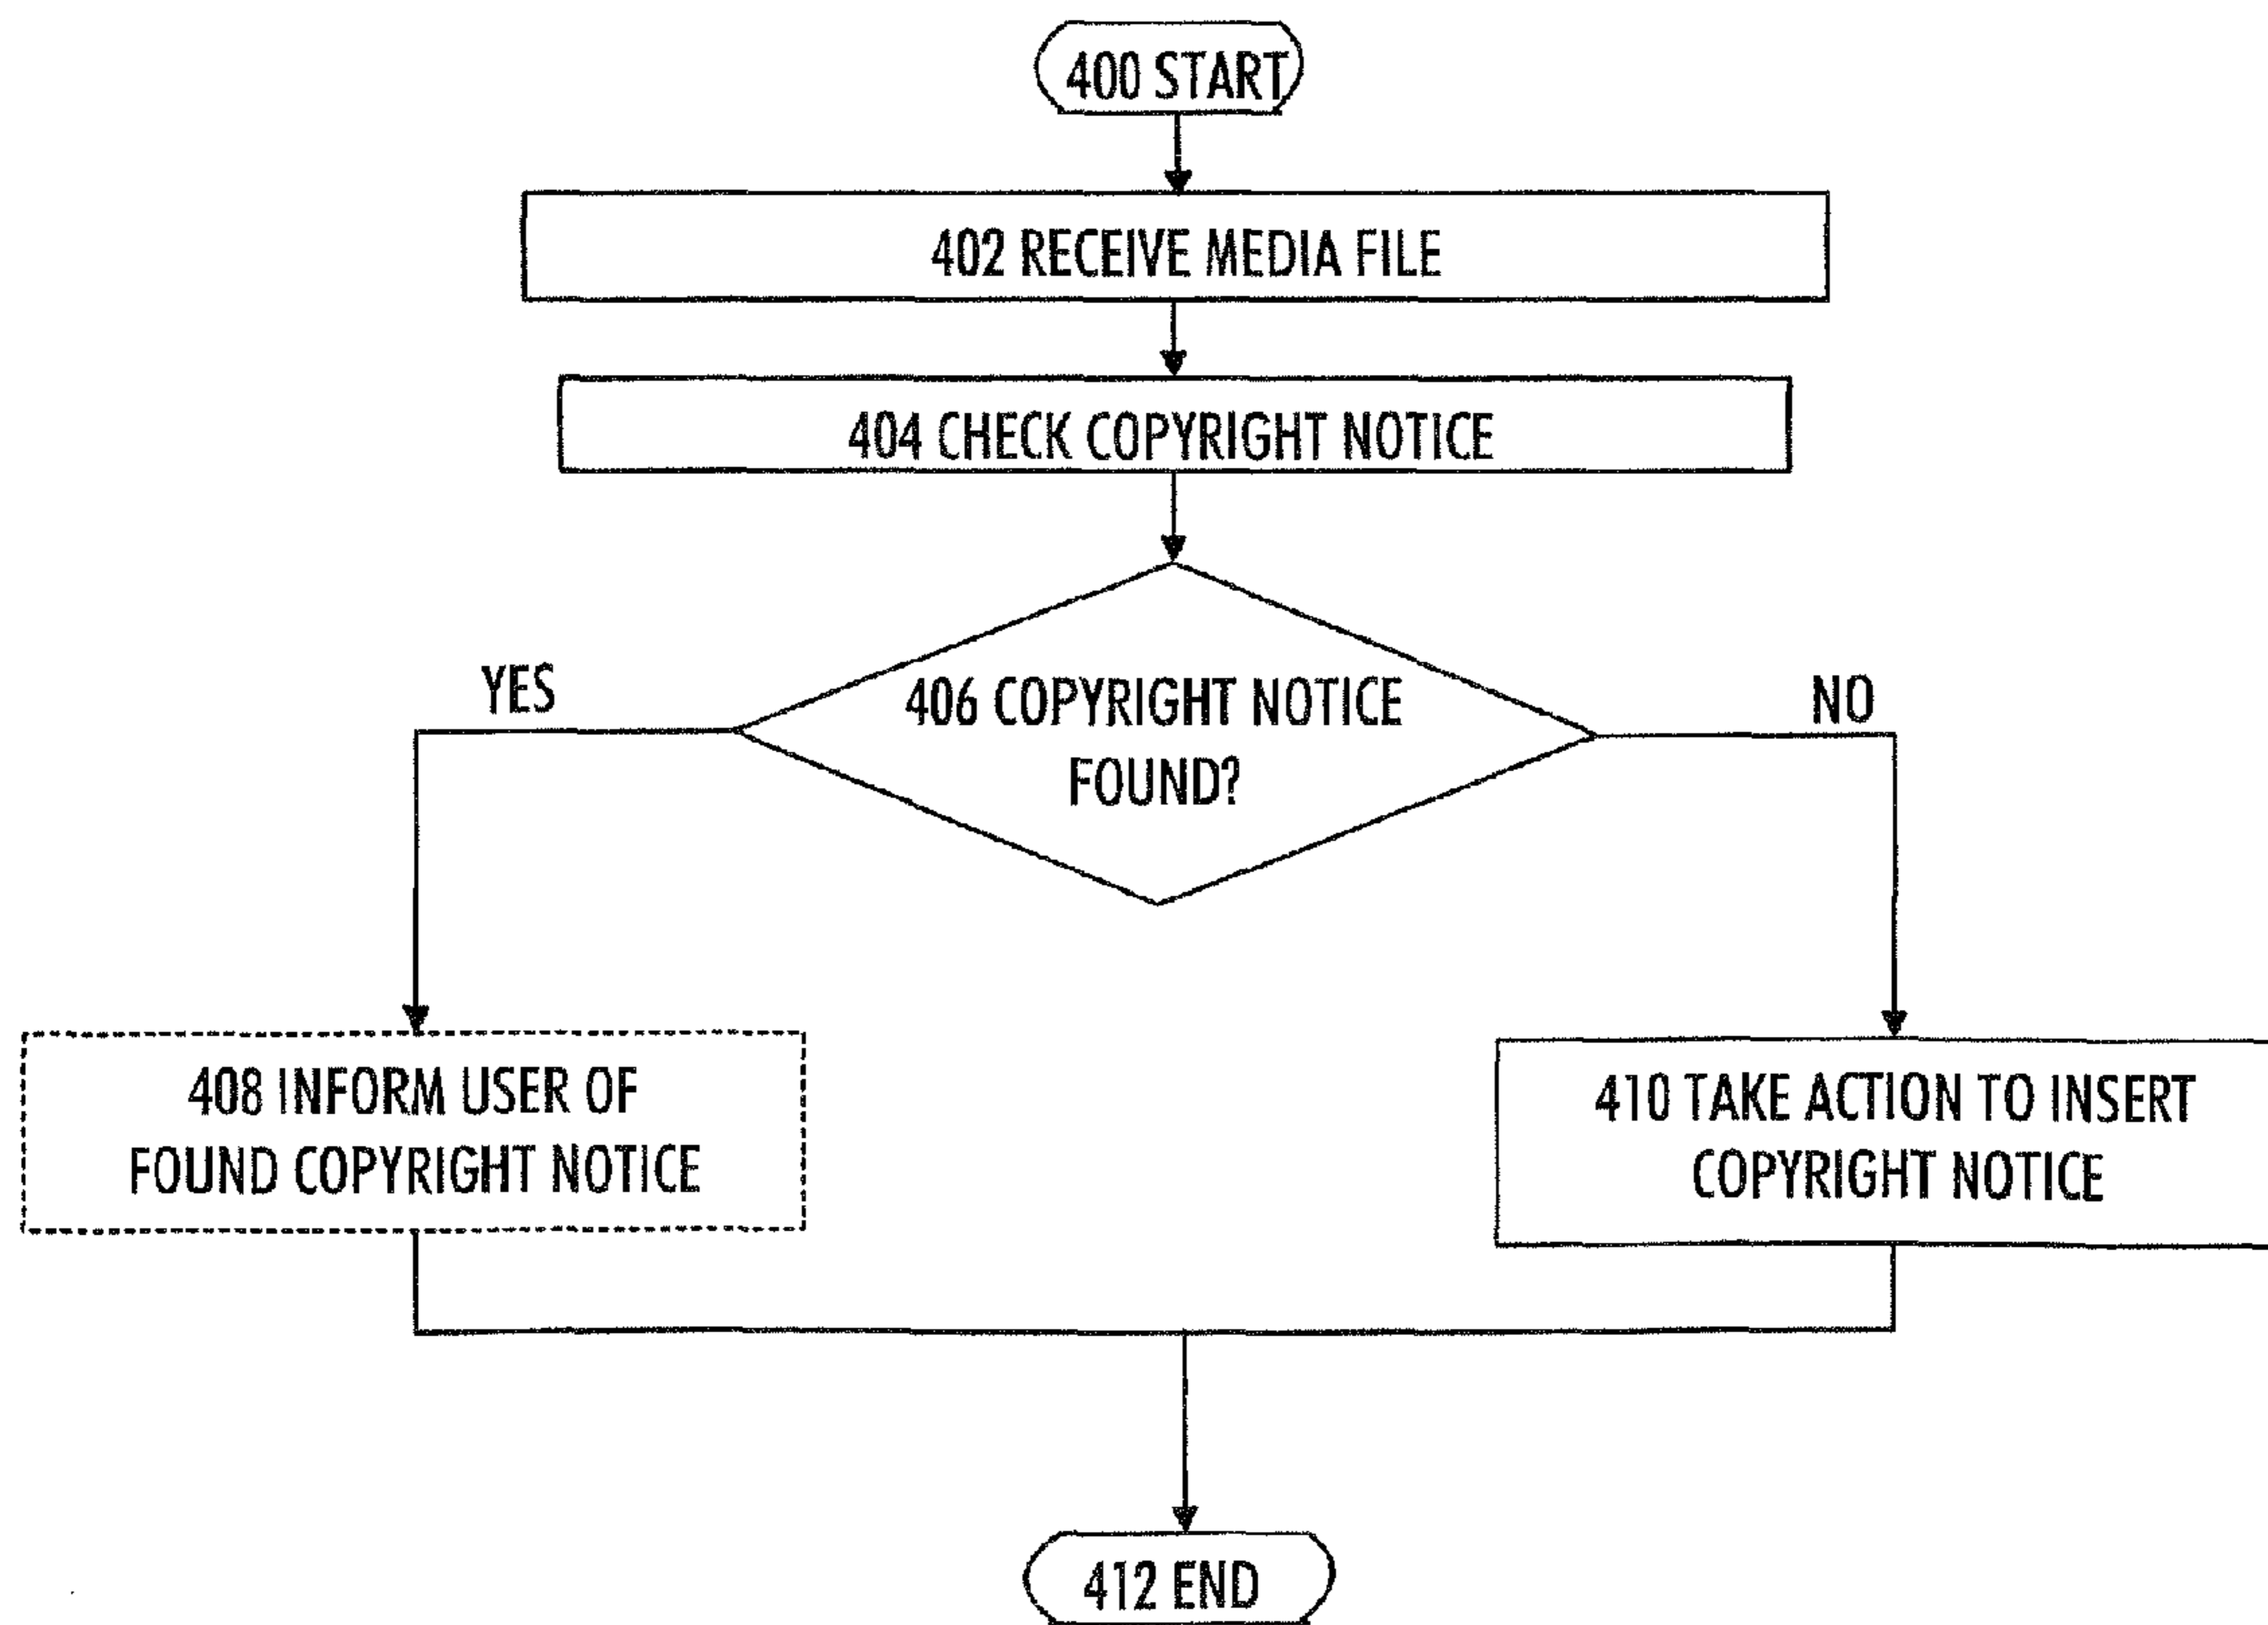 400 START
402 RECEIVE MEDIA FILE
404 CHECK COPYRIGHT NOTICE
YES
406 COPYRIGHT NOTICE
FOUND?
NO
408 INFORM USER OF
FOUND COPYRIGHT NOTICE
410 TAKE ACTION TO INSERT
COPYRIGHT NOTICE
412 END